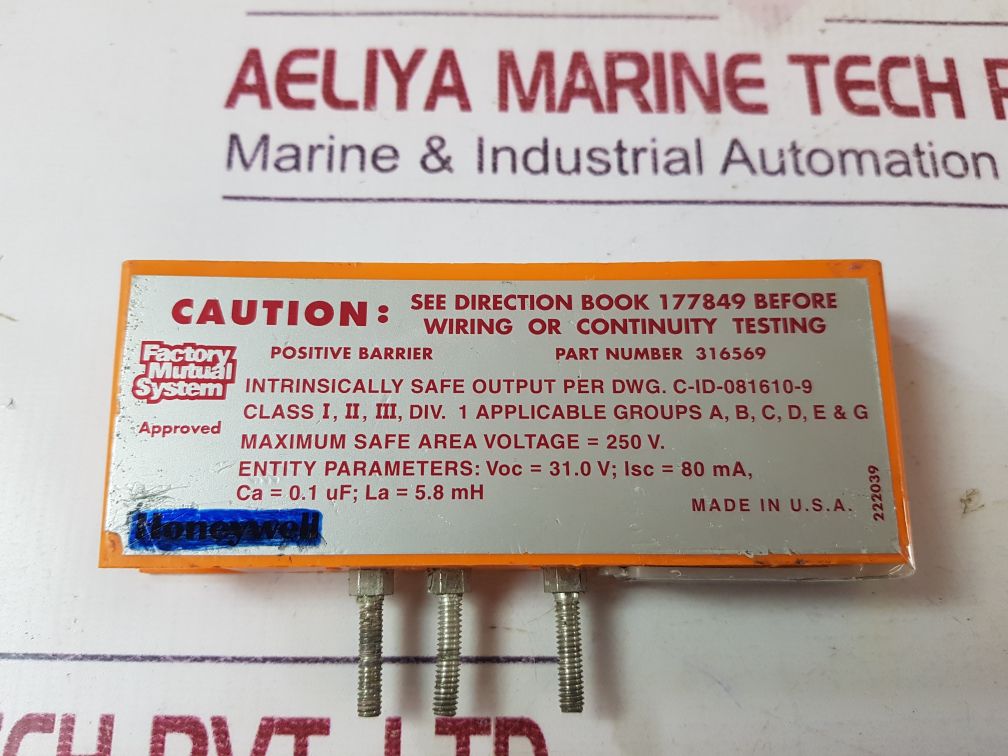 AELIYA MARINE TECH P
Marine & Industrial Automation
CAUTION: SEE DIRECTION BOOK 177849 BEFORE
WIRING OR CONTINUITY TESTING
Factory
Mutual
System
Approved
POSITIVE BARRIER PART NUMBER 316569
INTRINSICALLY SAFE OUTPUT PER DWG. C-ID-081610-9
CLASS I, II, III, DIV. 1 APPLICABLE GROUPS A, B, C, D, E & G
MAXIMUM SAFE AREA VOLTAGE = 250 V.
ENTITY PARAMETERS: Voc = 31.0 V; Isc = 80 mA,
Ca = 0.1 uF; La = 5.8 mH
MADE IN U.S.A.
222039
Honeywell
TECH PVT. LTD